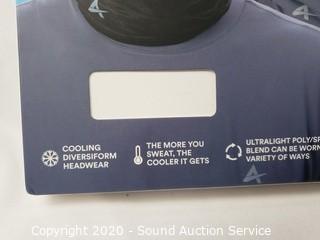 COOLING
DIVERSIFORM
HEADWEAR
THE MORE YOU
SWEAT, THE
COOLER IT GETS
ULTRALIGHT POLY/SP
BLEND CAN BE WORN
VARIETY OF WAYS
Copyright 2020 - Sound Auction Service